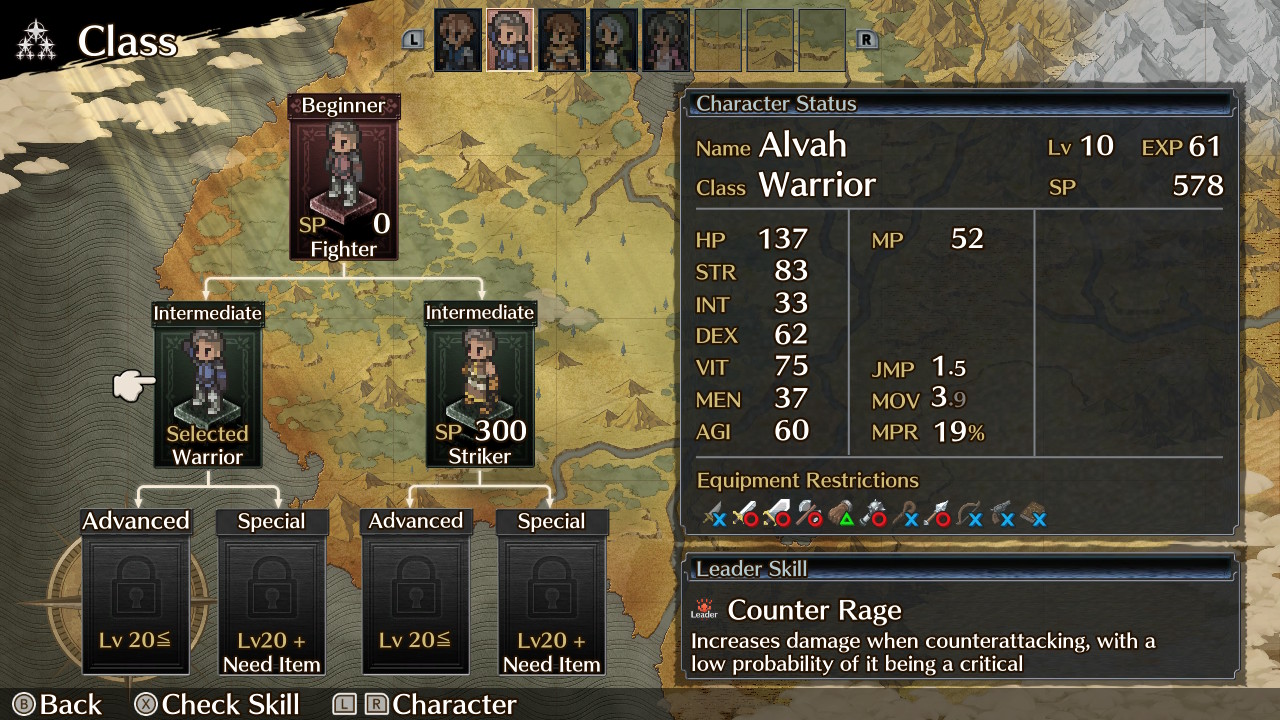 Class
L
R
Beginner
SP 0
Fighter
Intermediate
Selected
Warrior
Intermediate
SP 300
Striker
Advanced
Lv 20≦
Special
Lv20 +
Need Item
Advanced
Lv 20≦
Special
Lv20 +
Need Item
Character Status
Name Alvah Lv 10 EXP 61
Class Warrior SP 578
HP 137 MP 52
STR 83
INT 33
DEX 62
VIT 75 JMP 1.5
MEN 37 MOV 3.9
AGI 60 MPR 19%
Equipment Restrictions
Leader Skill
Leader Counter Rage
Increases damage when counterattacking, with a
low probability of it being a critical
B Back X Check Skill L R Character